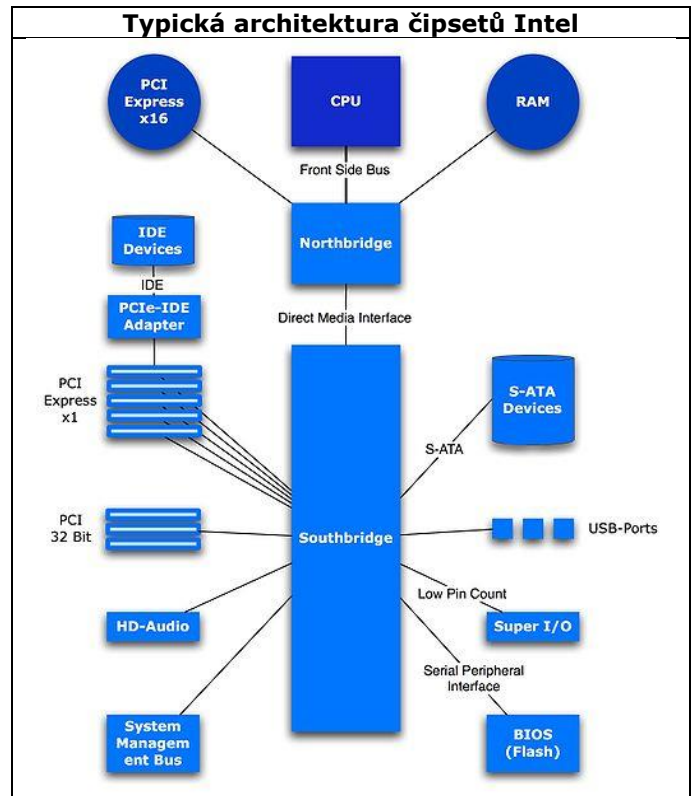 Typická architektura čipsetů Intel
PCI
Express
x16
CPU
RAM
Front Side Bus
Northbridge
IDE
Devices
IDE
PCIe-IDE
Adapter
Direct Media Interface
PCI
Express
x1
S-ATA
Devices
S-ATA
PCI
32 Bit
Southbridge
USB-Ports
Low Pin Count
HD-Audio
Super I/O
Serial Peripheral
Interface
System
Managem
ent Bus
BIOS
(Flash)